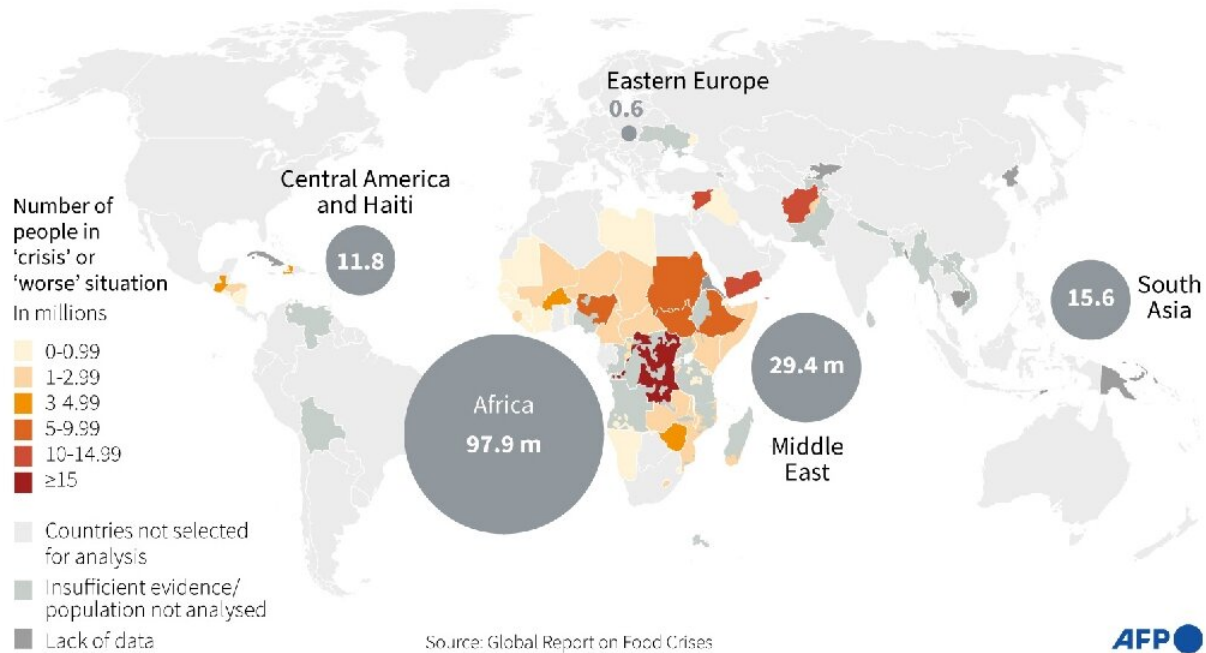 Eastern Europe
0.6
Central America
and Haiti
11.8
Number of
people in
‘crisis’ or
‘worse’ situation
In millions
0-0.99
1-2.99
3-4.99
5-9.99
10-14.99
≥15
Countries not selected
for analysis
Insufficient evidence/
population not analysed
Lack of data
Africa
97.9 m
29.4 m
Middle
East
15.6
South
Asia
Source: Global Report on Food Crises
AFP